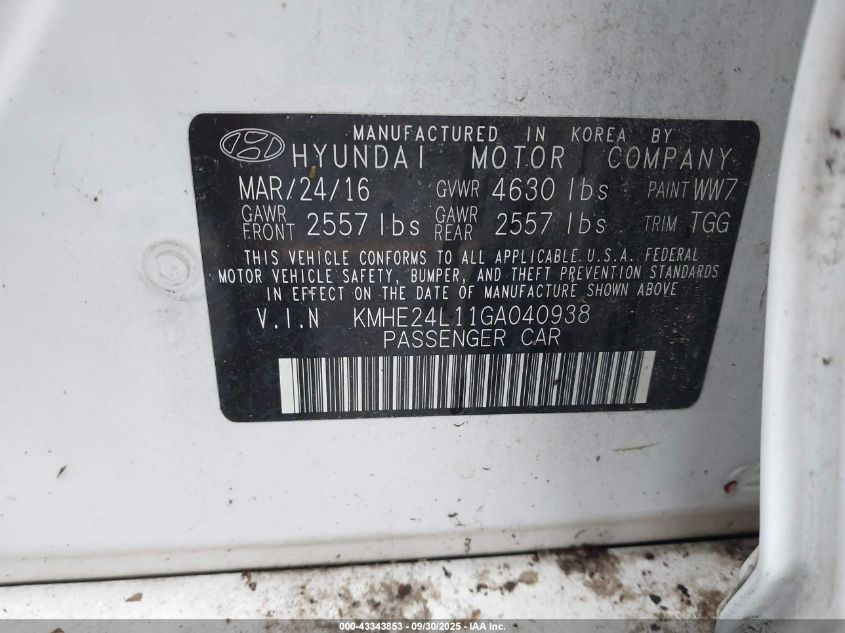 MANUFACTURED IN KOREA BY
HYUNDAI MOTOR COMPANY
MAR/24/16 GVWR 4630 lbs PAINT WW7
GAWR FRONT 2557 lbs GAWR REAR 2557 lbs TRIM TGG
THIS VEHICLE CONFORMS TO ALL APPLICABLE U.S.A. FEDERAL
MOTOR VEHICLE SAFETY, BUMPER, AND THEFT PREVENTION STANDARDS
IN EFFECT ON THE DATE OF MANUFACTURE SHOWN ABOVE
V.I.N KMHE24L11GA040938
PASSENGER CAR
000-43343853 - 09/30/2025 - IAA Inc.